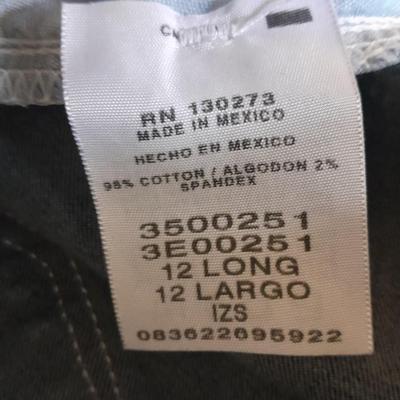 RN 130273
MADE IN MEXICO
HECHO EN MEXICO
98% COTTON / ALGODON 2%
SPANDEX
3500251
3E00251
12 LONG
12 LARGO
IZS
083622695922